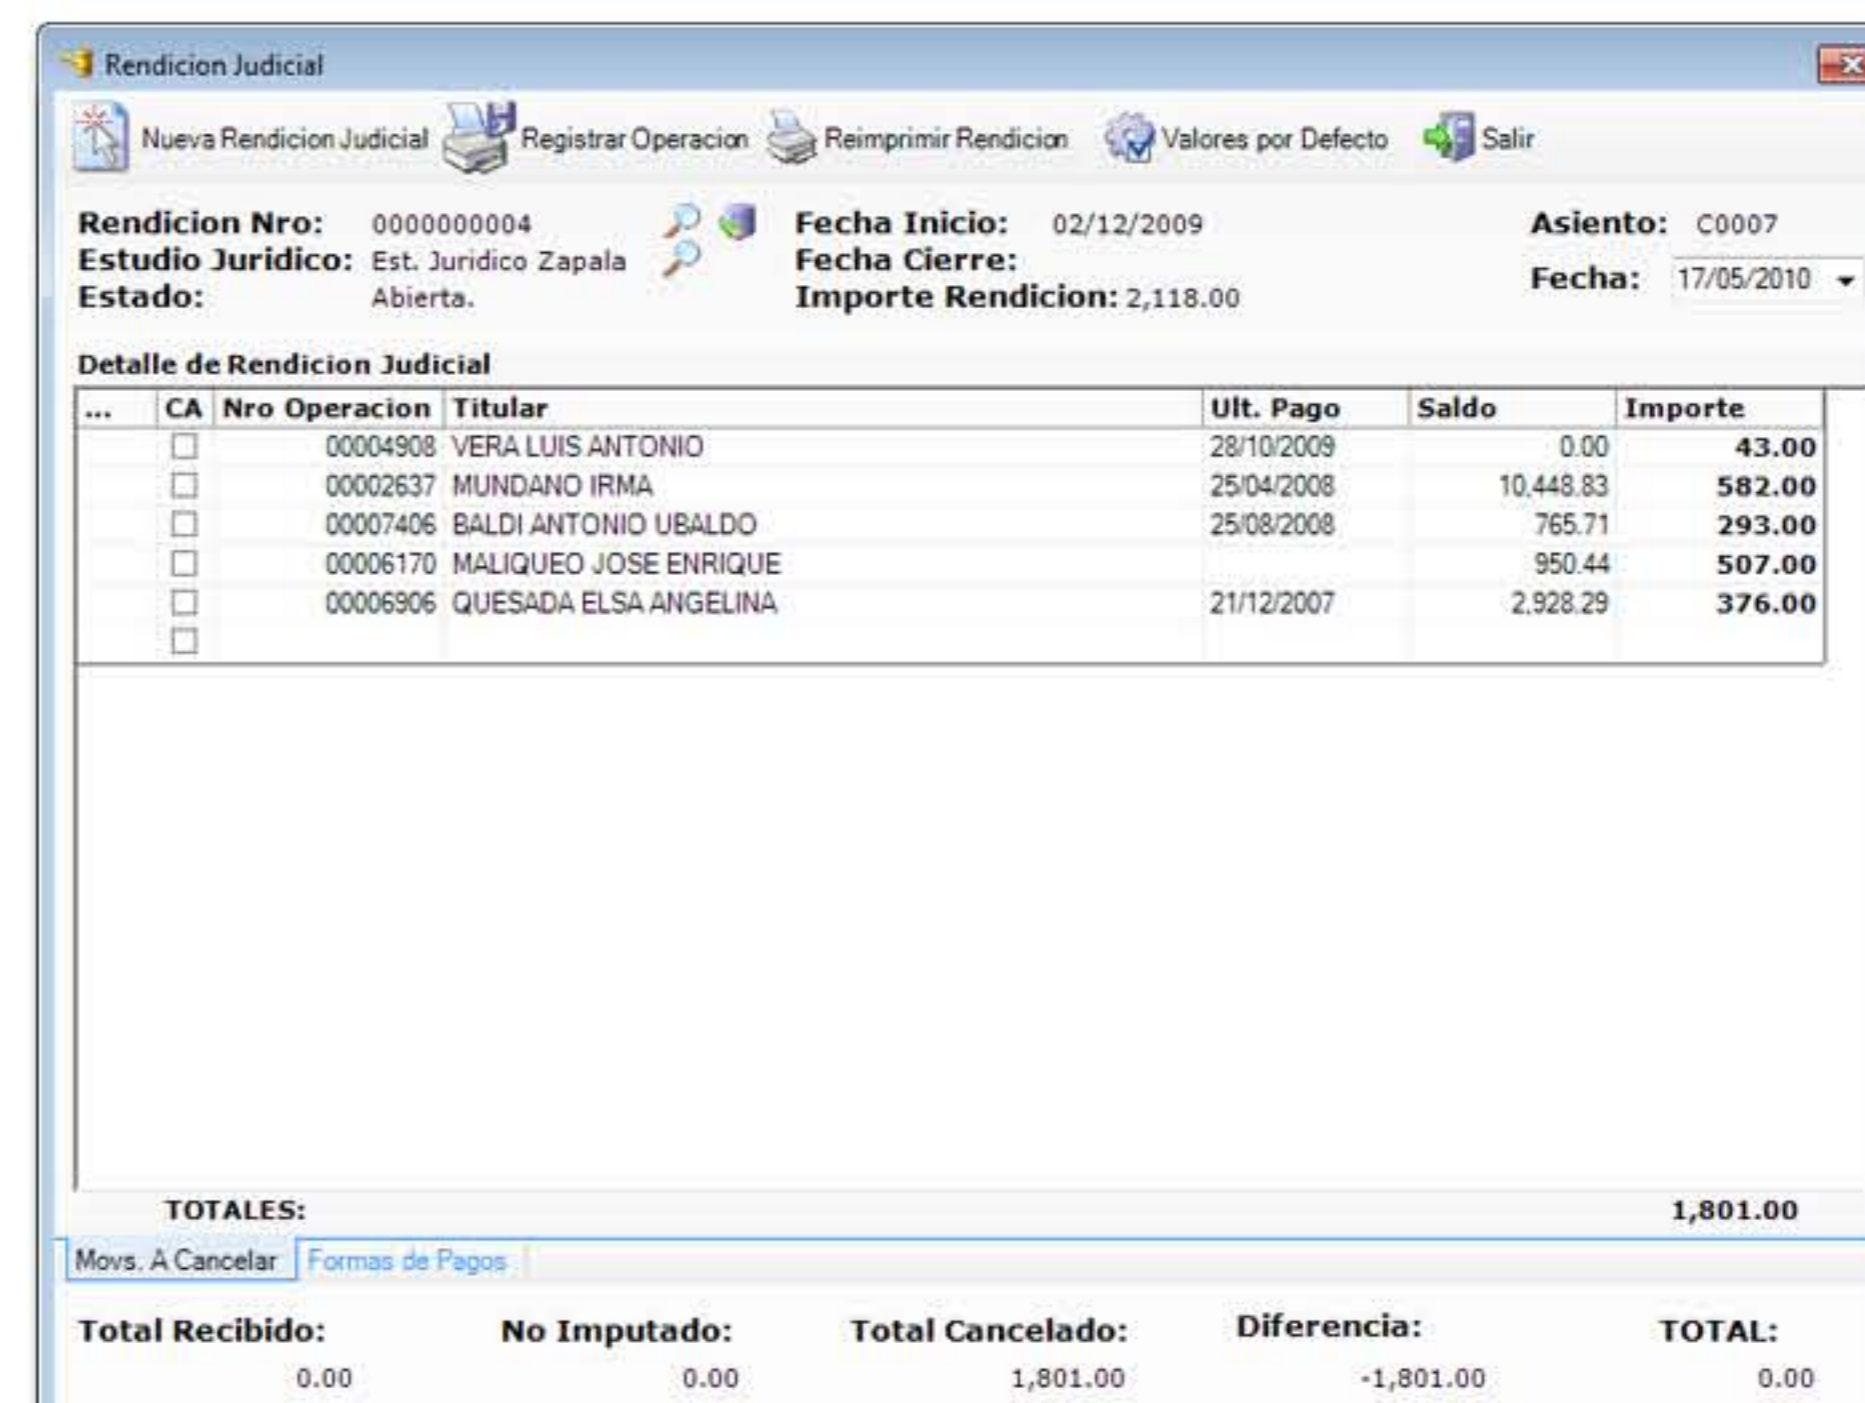 Rendicion Judicial
Nueva Rendicion Judicial Registrar Operacion Reimprimir Rendicion Valores por Defecto Salir
Rendicion Nro: 0000000004 Fecha Inicio: 02/12/2009 Asiento: C0007
Estudio Juridico: Est. Juridico Zapala Fecha Cierre:
Fecha: 17/05/2010
Estado: Abierta. Importe Rendicion: 2,118.00
Detalle de Rendicion Judicial
... CA Nro Operacion Titular Ult. Pago Saldo Importe
00004908 VERA LUIS ANTONIO 28/10/2009 0.00 43.00
00002637 MUNDANO IRMA 25/04/2008 10,448.83 582.00
00007406 BALDI ANTONIO UBALDO 25/08/2008 765.71 293.00
00006170 MALIQUEO JOSE ENRIQUE 950.44 507.00
00006906 QUESADA ELSA ANGELINA 21/12/2007 2,928.29 376.00
TOTALES: 1,801.00
Movs. A Cancelar Formas de Pagos
Total Recibido: No Imputado: Total Cancelado: Diferencia: TOTAL:
0.00 0.00 1,801.00 -1,801.00 0.00